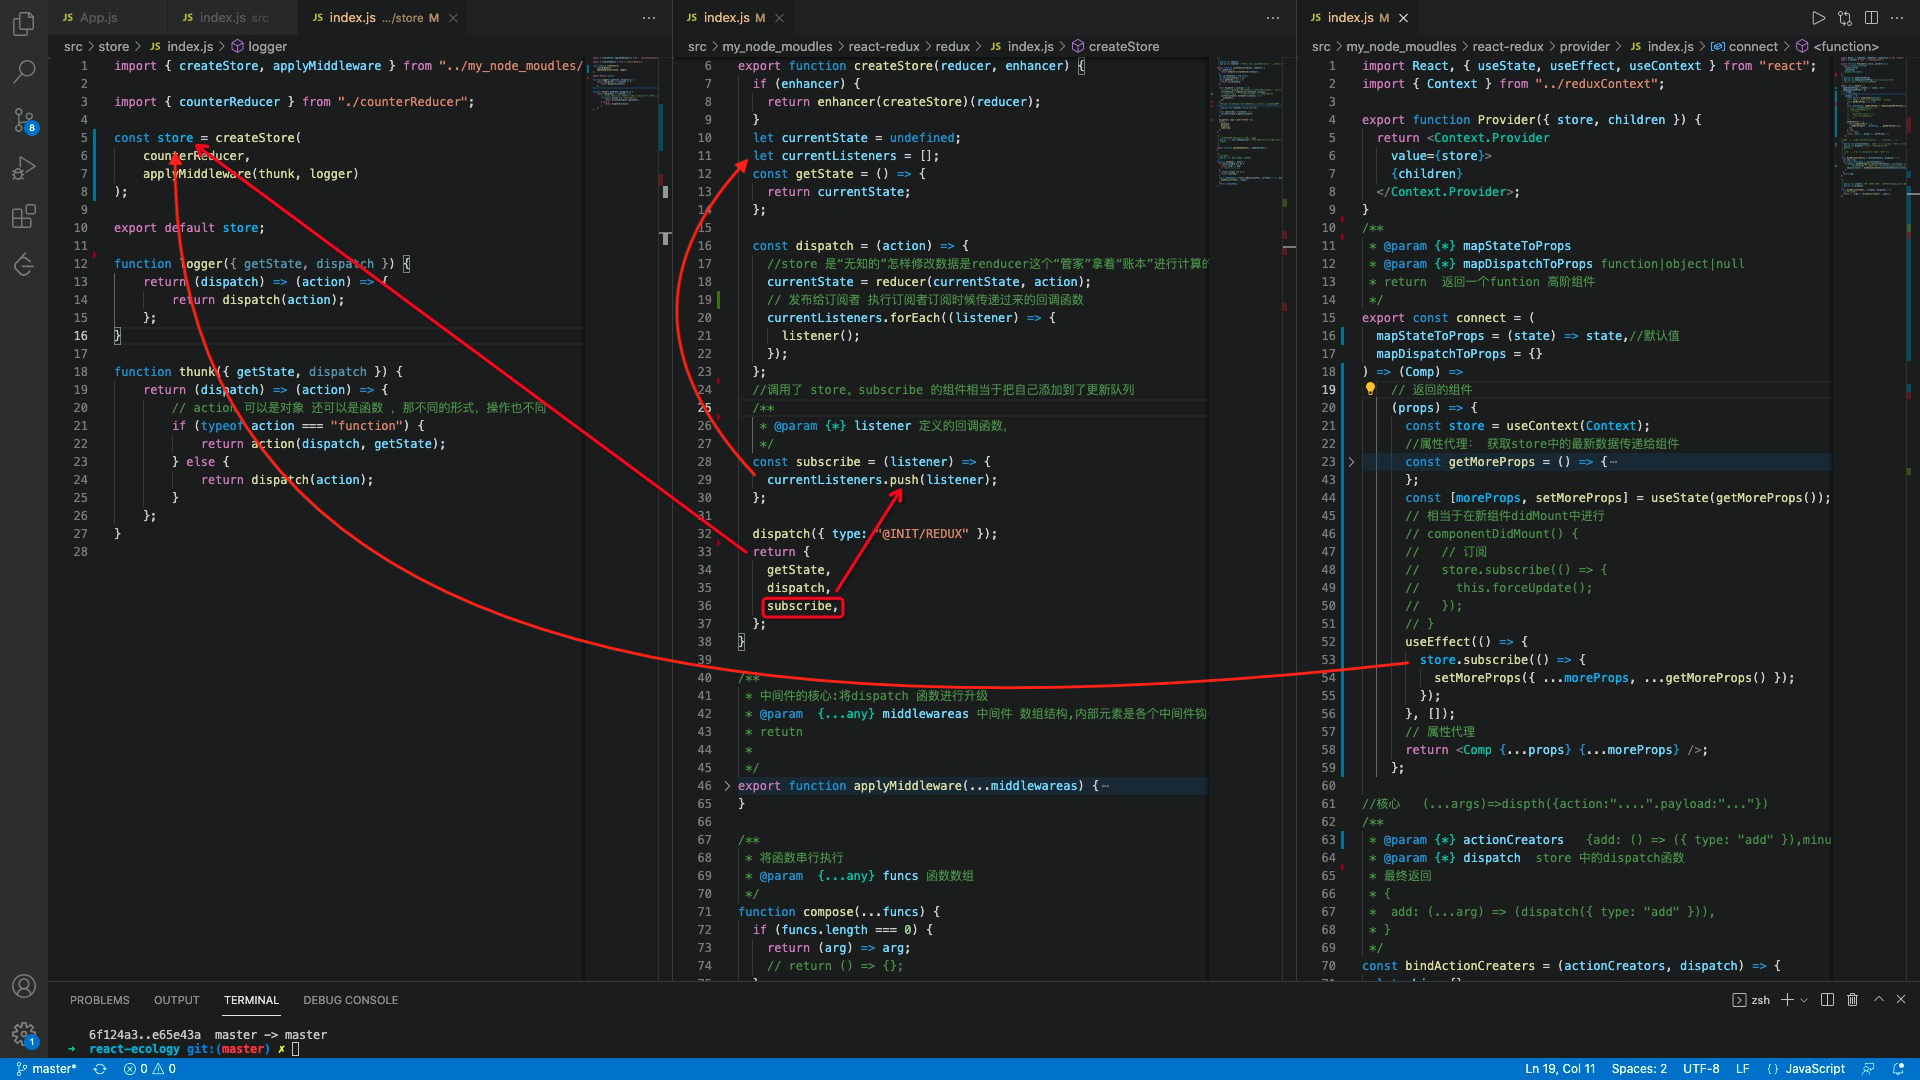 JS App.js
JS index.js src
JS index.js .../store M
src > store > JS index.js > logger
1 import { createStore, applyMiddleware } from "../my_node_moudles/
2
3 import { counterReducer } from "./counterReducer";
4
5 const store = createStore(
6 counterReducer,
7 applyMiddleware(thunk, logger)
8 );
9
10 export default store;
11
12 function logger({ getState, dispatch }) {
13 return (dispatch) => (action) => {
14 return dispatch(action);
15 };
16 }
17
18 function thunk({ getState, dispatch }) {
19 return (dispatch) => (action) => {
20 // action 可以是对象 还可以是函数 ，那不同的形式，操作也不同
21 if (typeof action === "function") {
22 return action(dispatch, getState);
23 } else {
24 return dispatch(action);
25 }
26 };
27 }
28
JS index.js M
src > my_node_moudles > react-redux > redux > JS index.js > createStore
6 export function createStore(reducer, enhancer) {
7 if (enhancer) {
8 return enhancer(createStore)(reducer);
9 }
10 let currentState = undefined;
11 let currentListeners = [];
12 const getState = () => {
13 return currentState;
14 };
15
16 const dispatch = (action) => {
17 //store 是“无知的”怎样修改数据是renducer这个“管家”拿着“账本”进行计算的
18 currentState = reducer(currentState, action);
19 // 发布给订阅者 执行订阅者订阅时候传递过来的回调函数
20 currentListeners.forEach((listener) => {
21 listener();
22 });
23 };
24 //调用了 store。subscribe 的组件相当于把自己添加到了更新队列
25 /**
26 * @param {*} listener 定义的回调函数，
27 */
28 const subscribe = (listener) => {
29 currentListeners.push(listener);
30 };
31
32 dispatch({ type: "@INIT/REDUX" });
33 return {
34 getState,
35 dispatch,
36 subscribe,
37 };
38 }
39
40 /**
41 * 中间件的核心:将dispatch 函数进行升级
42 * @param {...any} middlewareas 中间件 数组结构,内部元素是各个中间件钩
43 * retutn
44 *
45 */
46 export function applyMiddleware(...middlewareas) {⋯
65 }
66
67 /**
68 * 将函数串行执行
69 * @param {...any} funcs 函数数组
70 */
71 function compose(...funcs) {
72 if (funcs.length === 0) {
73 return (arg) => arg;
74 // return () => {};
JS index.js M
src > my_node_moudles > react-redux > provider > JS index.js > connect > <function>
1 import React, { useState, useEffect, useContext } from "react";
2 import { Context } from "../reduxContext";
3
4 export function Provider({ store, children }) {
5 return <Context.Provider
6 value={store}>
7 {children}
8 </Context.Provider>;
9 }
10 /**
11 * @param {*} mapStateToProps
12 * @param {*} mapDispatchToProps function|object|null
13 * return 返回一个funtion 高阶组件
14 */
15 export const connect = (
16 mapStateToProps = (state) => state,//默认值
17 mapDispatchToProps = {}
18 ) => (Comp) =>
19 // 返回的组件
20 (props) => {
21 const store = useContext(Context);
22 //属性代理： 获取store中的最新数据传递给组件
23 const getMoreProps = () => {⋯
43 };
44 const [moreProps, setMoreProps] = useState(getMoreProps());
45 // 相当于在新组件didMount中进行
46 // componentDidMount() {
47 // // 订阅
48 // store.subscribe(() => {
49 // this.forceUpdate();
50 // });
51 // }
52 useEffect(() => {
53 store.subscribe(() => {
54 setMoreProps({ ...moreProps, ...getMoreProps() });
55 });
56 }, []);
57 // 属性代理
58 return <Comp {...props} {...moreProps} />;
59 };
60
61 //核心 (...args)=>dispth({action:"....".payload:"..."})
62 /**
63 * @param {*} actionCreators {add: () => ({ type: "add" }),minu
64 * @param {*} dispatch store 中的dispatch函数
65 * 最终返回
66 * {
67 * add: (...arg) => (dispatch({ type: "add" })),
68 * }
69 */
70 const bindActionCreaters = (actionCreators, dispatch) => {
8
1
PROBLEMS OUTPUT TERMINAL DEBUG CONSOLE
zsh
6f124a3..e65e43a master -> master
➜ react-ecology git:(master) ✗
master* 0 0
Ln 19, Col 11 Spaces: 2 UTF-8 LF {} JavaScript